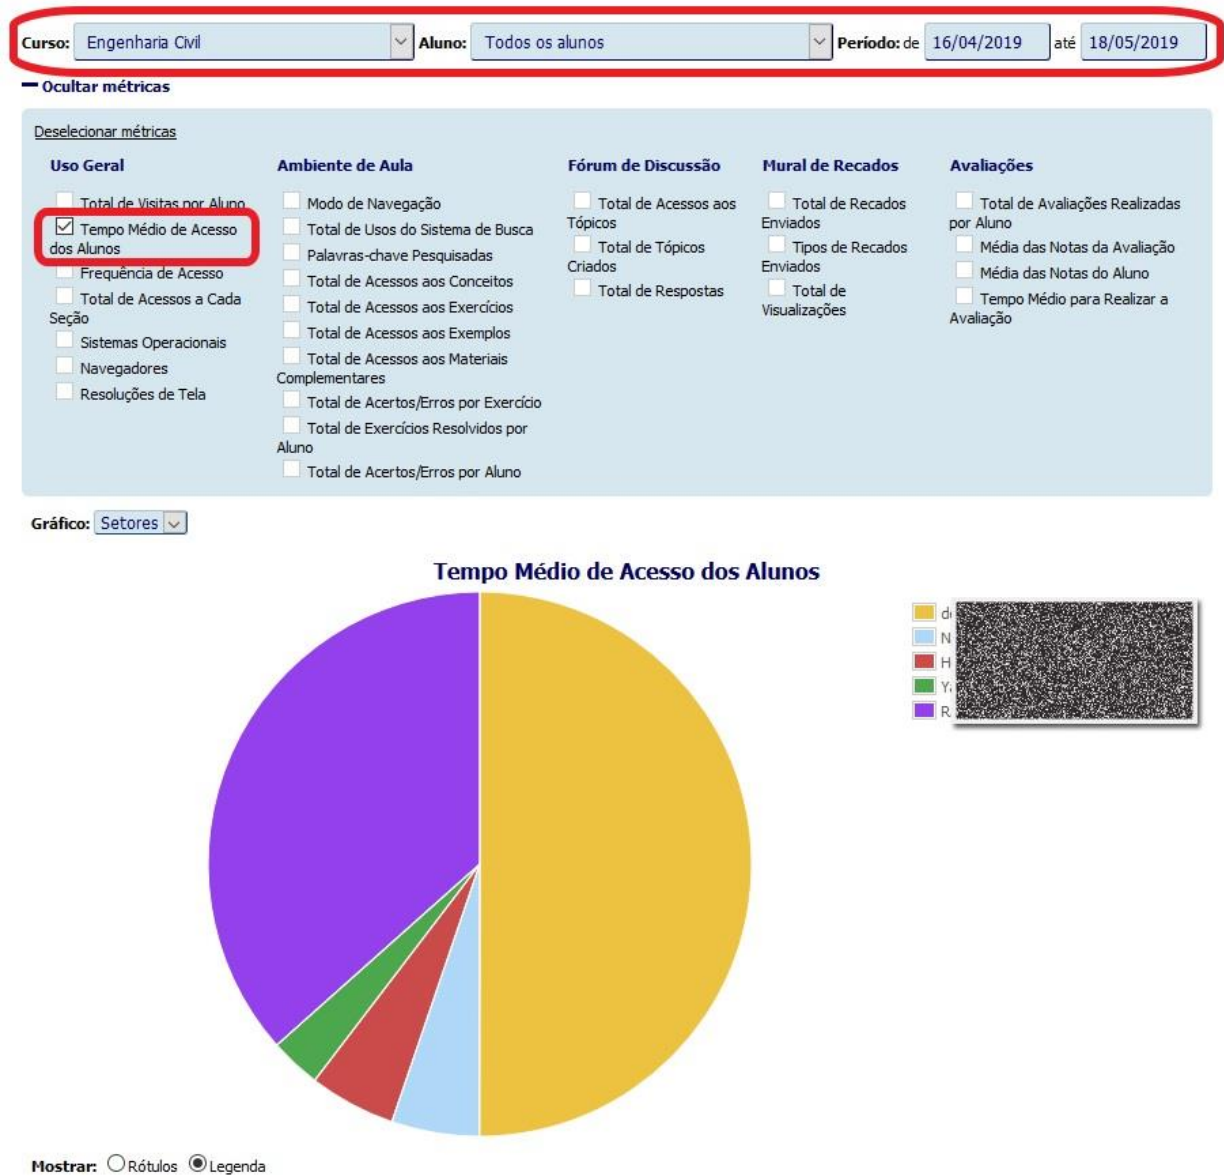 Curso: Engenharia Civil Aluno: Todos os alunos Período: de 16/04/2019 até 18/05/2019
Ocultar métricas
Deselecionar métricas
Uso Geral
Total de Visitas por Aluno
Tempo Médio de Acesso
dos Alunos
Frequência de Acesso
Total de Acessos a Cada
Seção
Sistemas Operacionais
Navegadores
Resoluções de Tela
Ambiente de Aula
Modo de Navegação
Total de Usos do Sistema de Busca
Palavras-chave Pesquisadas
Total de Acessos aos Conceitos
Total de Acessos aos Exercícios
Total de Acessos aos Exemplos
Total de Acessos aos Materiais
Complementares
Total de Acertos/Erros por Exercício
Total de Exercícios Resolvidos por
Aluno
Total de Acertos/Erros por Aluno
Fórum de Discussão
Total de Acessos aos
Tópicos
Total de Tópicos
Criados
Total de Respostas
Mural de Recados
Total de Recados
Enviados
Tipos de Recados
Enviados
Total de
Visualizações
Avaliações
Total de Avaliações Realizadas
por Aluno
Média das Notas da Avaliação
Média das Notas do Aluno
Tempo Médio para Realizar a
Avaliação
Gráfico: Setores
Tempo Médio de Acesso dos Alunos
Mostrar: Rótulos Legenda